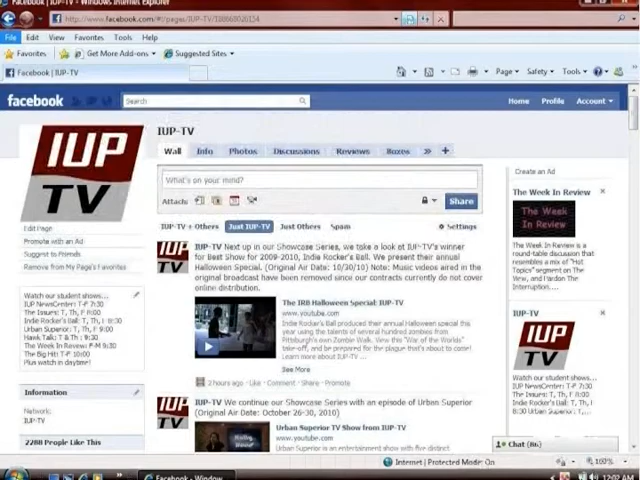 Facebook | IUP-TV - Windows Internet Explorer
http://www.facebook.com/#/pages/IUP-TV/
File Edit View Favorites Tools Help
Favorites Get More Add-ons Suggested Sites
Facebook | IUP-TV
Page Safety Tools
facebook Search Home Profile Account
IUP
TV
IUP-TV
Wall Info Photos Discussions Reviews Boxes » +
What's on your mind?
Attach: Share
IUP-TV + Others Just IUP-TV Just Others Spam Settings
Edit Page
Promote with an Ad
Suggest to Friends
Remove from My Page's Favorites
Watch our student shows...
IUP NewsCenter: T-F 7:30
The Issues: T, Th, F 8:00
Indie Rocker's Ball: T, Th, F 8:
Urban Superior: T, Th, F 9:00
Hawk Talk: T & Th : 9:30
The Week In Review: F-M 9:30
The Big Hit! T-F 10:00
Plus watch in daytime!
Information
Network:
IUP-TV
2288 People Like This
IUP-TV Next up in our Showcase Series, we take a look at IUP-TV's winner
for Best Show for 2009-2010, Indie Rocker's Ball. We present their annual
Halloween Special. (Original Air Date: 10/30/10) Note: Music videos aired in the
original broadcast have been removed since our contracts currently do not cover
online distribution.
The IRB Halloween Special: IUP-TV
www.youtube.com
Indie Rocker's Ball produced their annual Halloween special this
year using the talents of several hundred zombies from
Pittsburgh's own Zombie Walk. View this "War of the Worlds"
take-off, and be prepared for the plague that's about to come!
Learn more about IUP-TV ...
See More
2 hours ago · Like · Comment · Share · Promote
IUP-TV We continue our Showcase Series with an episode of Urban Superior
(Original Air Date: October 26-30, 2010)
Urban Superior TV Show from IUP-TV
www.youtube.com
Urban Superior is an entertainment show with five distinct
Create an Ad
The Week In Review
The Week
In Review
The Week In Review is a
round-table discussion that
resembles a mix of "Hot
Topics" segment on The
View, and Pardon The
Interruption....
IUP-TV
IUP
TV
Watch our student shows...
IUP NewsCenter: T-F 7:30
The Issues: T, Th, F 8:00
Indie Rocker's Ball: T, Th, F
8:30 Urban Superior: T,
Chat (86)
Internet | Protected Mode: On 100%
Facebook - Window... 12:02 AM